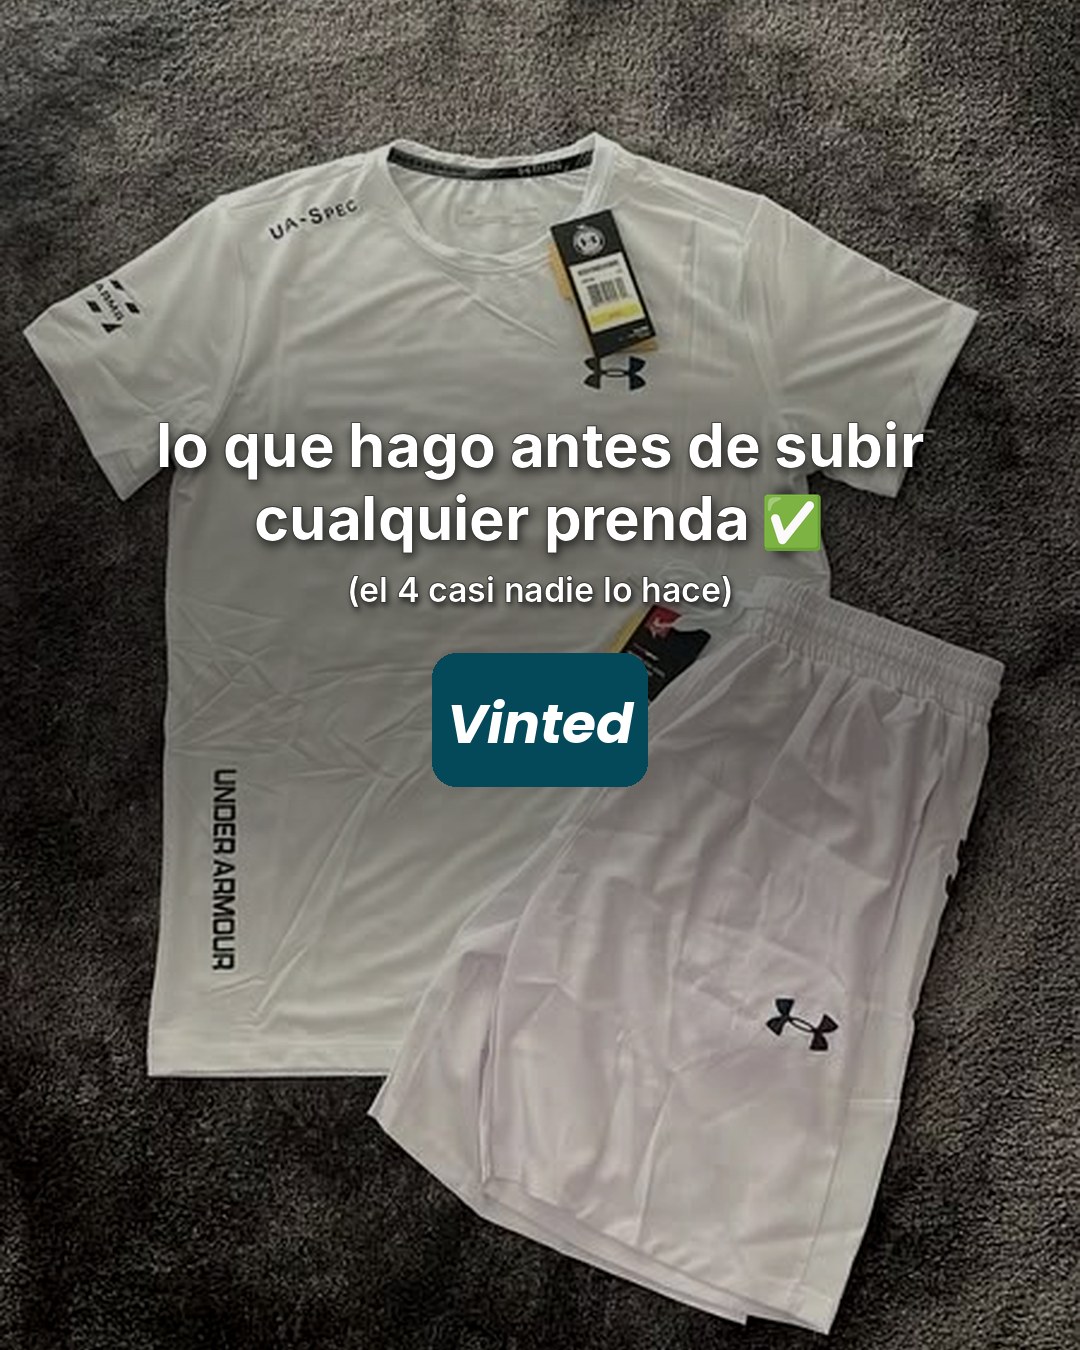 UA-SPEC
lo que hago antes de subir
cualquier prenda ✅
(el 4 casi nadie lo hace)
Vinted
UNDER ARMOUR